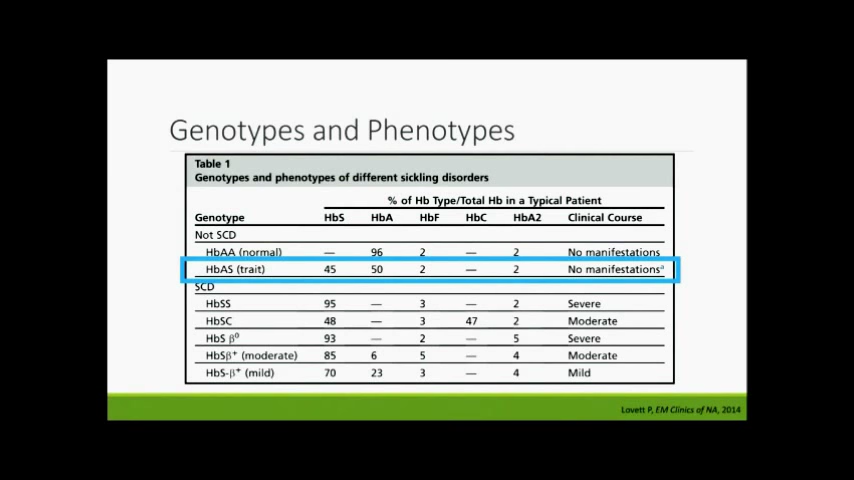 Genotypes and Phenotypes
Table 1
Genotypes and phenotypes of different sickling disorders
% of Hb Type/Total Hb in a Typical Patient
Genotype HbS HbA HbF HbC HbA2 Clinical Course
Not SCD
HbAA (normal) — 96 2 — 2 No manifestations
HbAS (trait) 45 50 2 — 2 No manifestationsᵃ
SCD
HbSS 95 — 3 — 2 Severe
HbSC 48 — 3 47 2 Moderate
HbS β⁰ 93 — 2 — 5 Severe
HbSβ⁺ (moderate) 85 6 5 — 4 Moderate
HbS-β⁺ (mild) 70 23 3 — 4 Mild
Lovett P, EM Clinics of NA, 2014